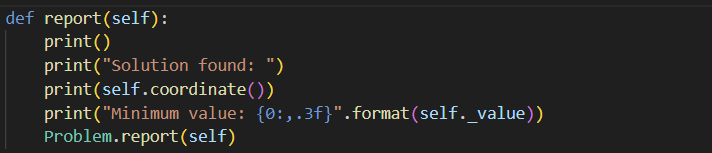 def report(self):
    print()
    print("Solution found: ")
    print(self.coordinate())
    print("Minimum value: {0:,.3f}".format(self._value))
    Problem.report(self)